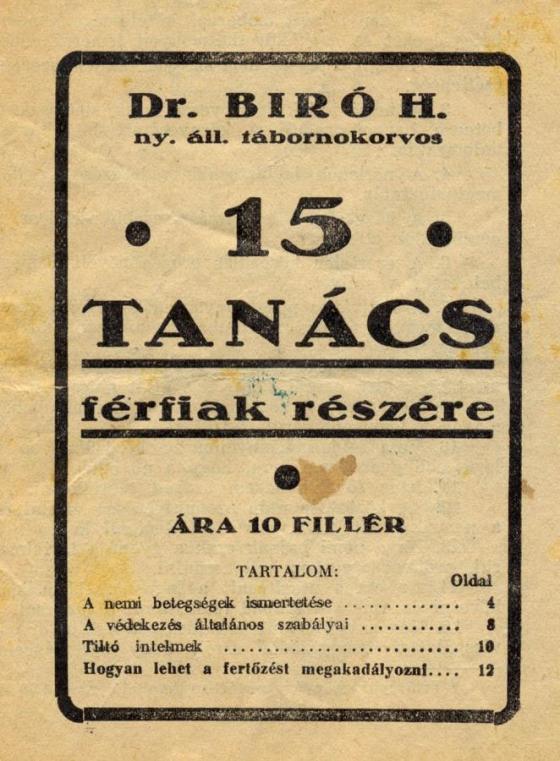 Dr. BIRÓ H.
ny. áll. tábornokorvos
• 15 •
TANÁCS
férfiak részére
ÁRA 10 FILLÉR
TARTALOM:
Oldal
A nemi betegségek ismertetése .............. 4
A védekezés általános szabályai ............ 8
Tiltó intelmek ............................ 10
Hogyan lehet a fertőzést megakadályozni.... 12